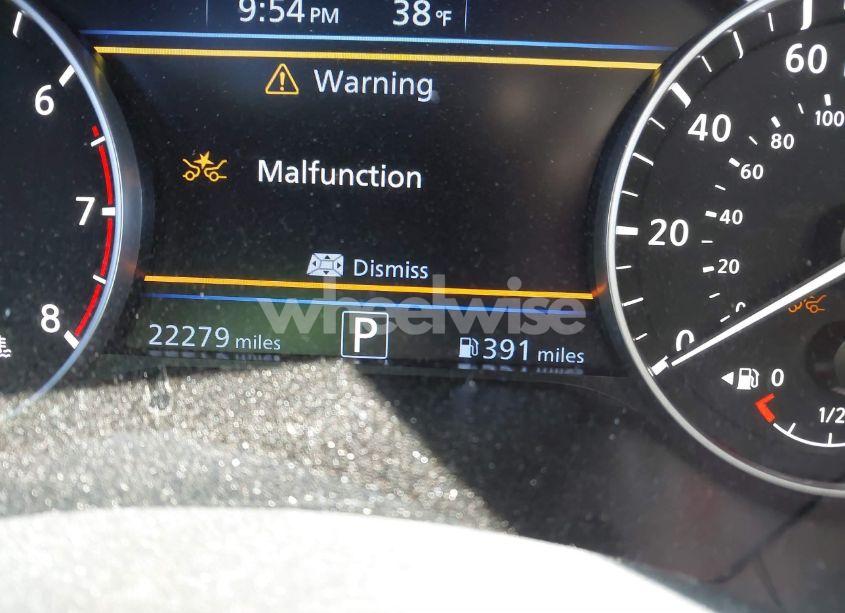 9:54 PM 38 °F
Warning
Malfunction
Dismiss
22279 miles P 391 miles
6
7
8
0 20 40 60
0 20 40 60 80 100
0 1/2
wheelwise